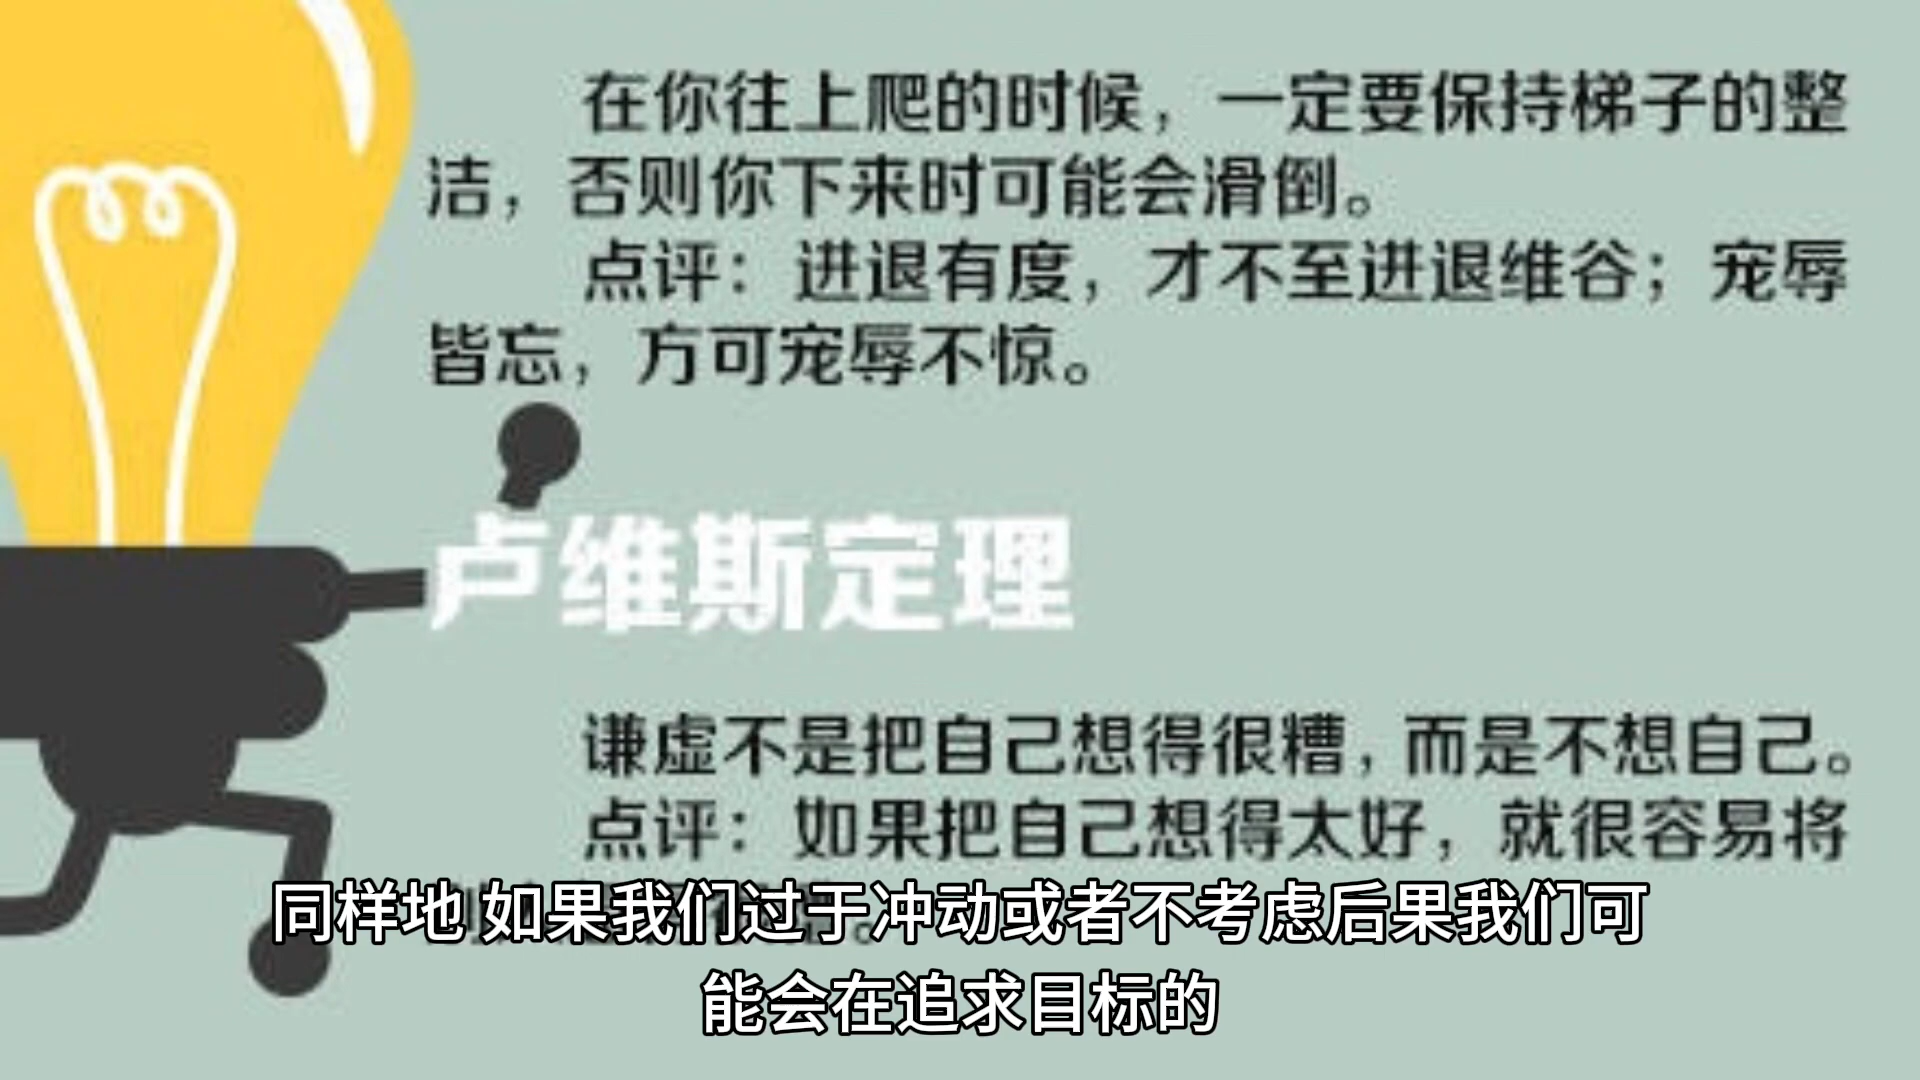 在你往上爬的时候，一定要保持梯子的整
洁，否则你下来时可能会滑倒。
点评：进退有度，才不至进退维谷；宠辱
皆忘，方可宠辱不惊。
卢维斯定理
谦虚不是把自己想得很糟，而是不想自己。
点评：如果把自己想得太好，就很容易将
同样地 如果我们过于冲动或者不考虑后果我们可
能会在追求目标的